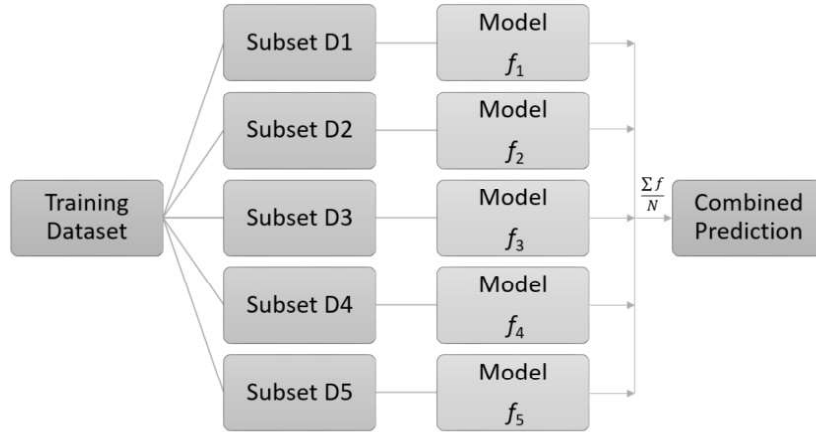 Training
Dataset
Subset D1
Subset D2
Subset D3
Subset D4
Subset D5
Model
f₁
Model
f₂
Model
f₃
Model
f₄
Model
f₅
∑ f
N
Combined
Prediction